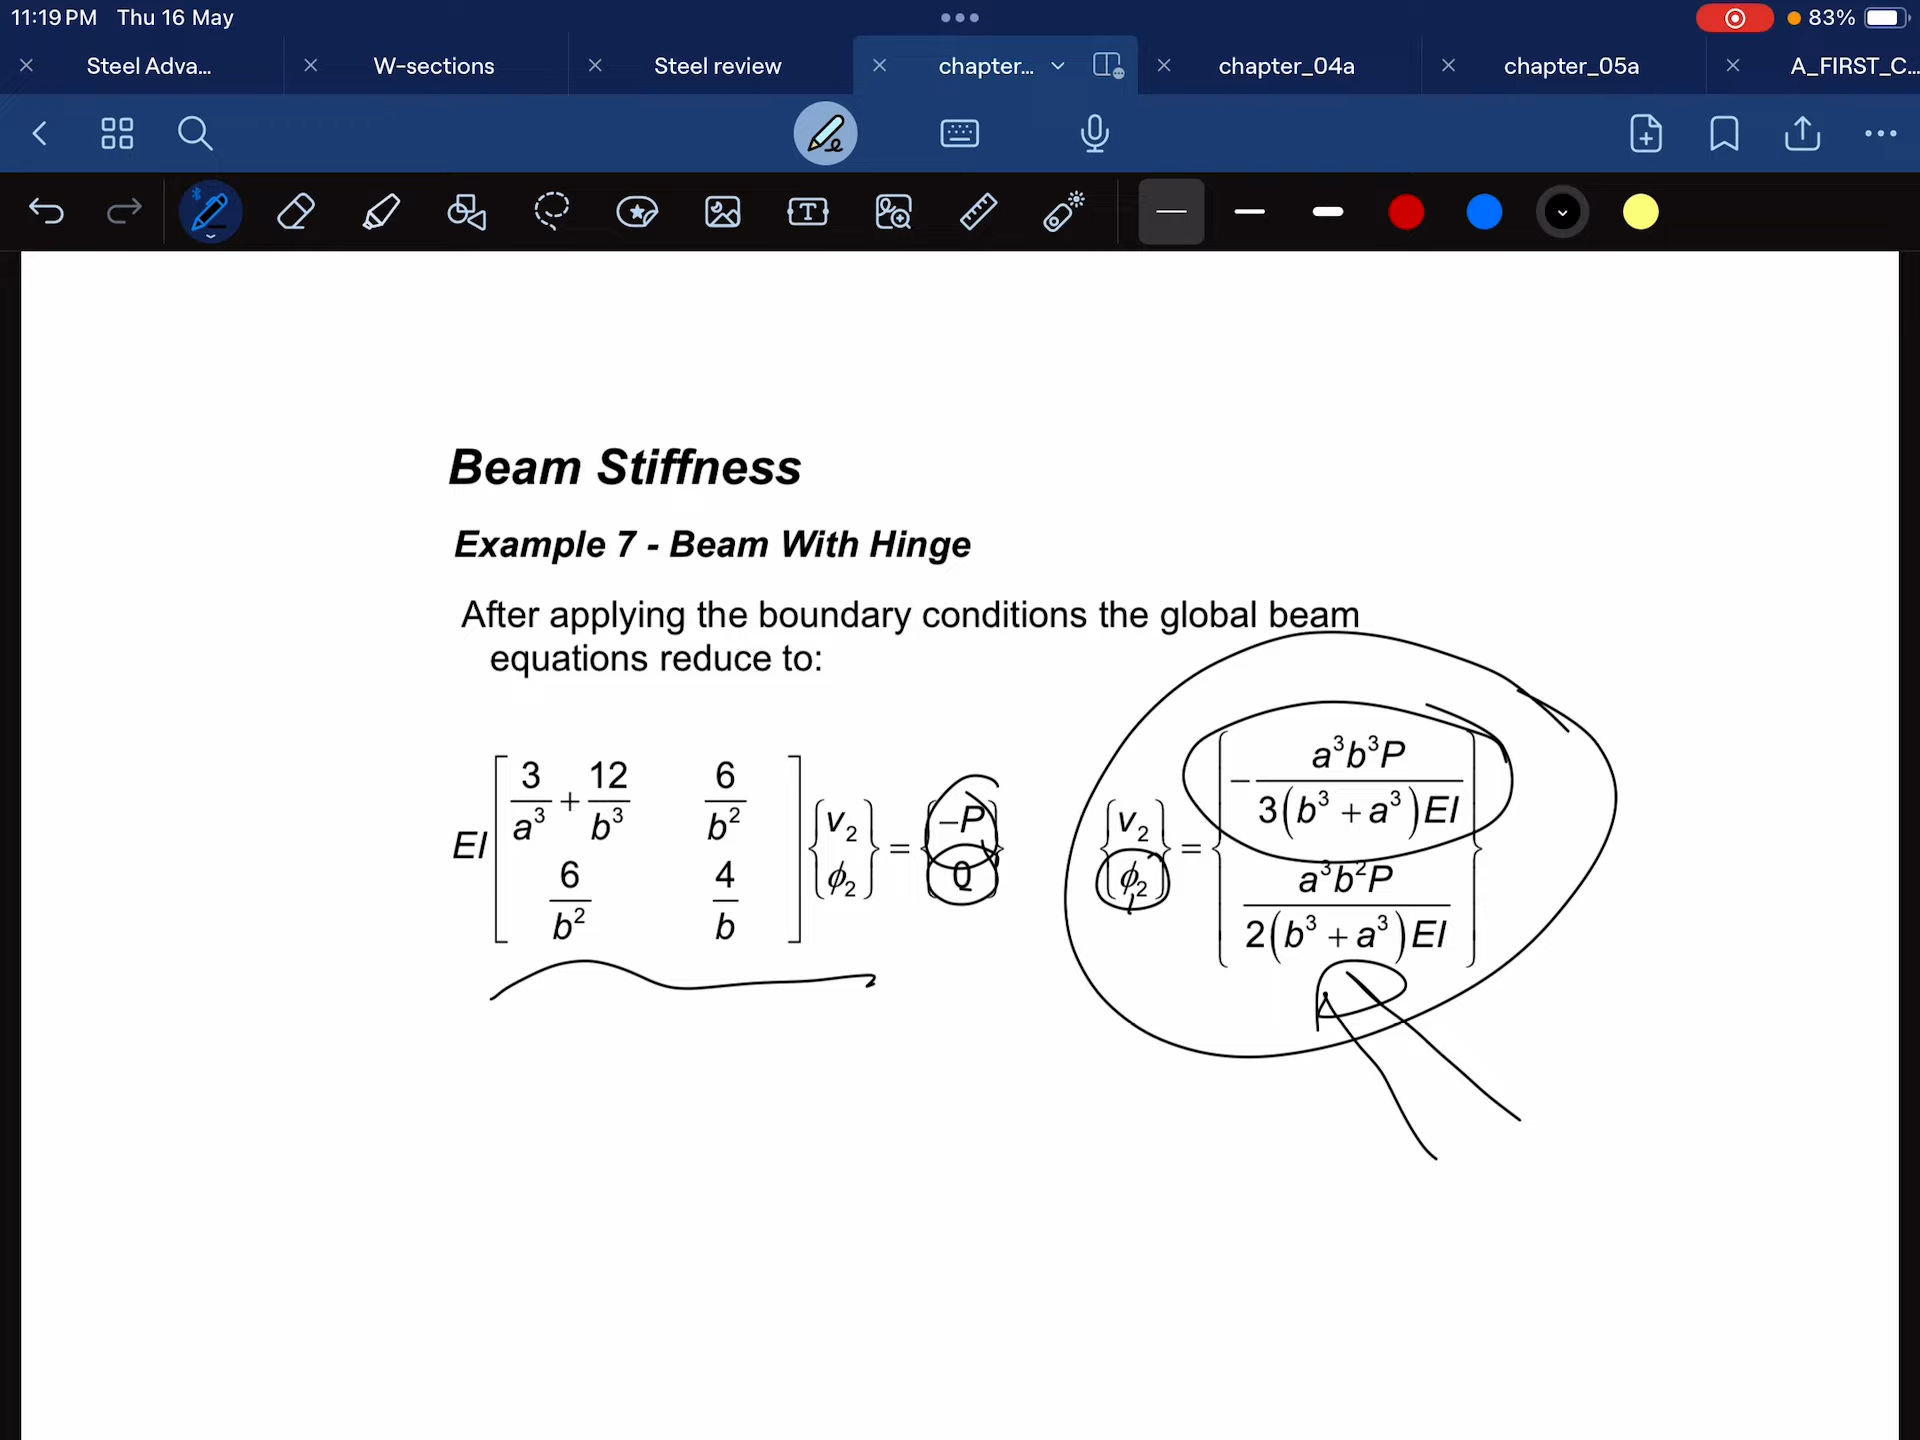 11:19 PM Thu 16 May
83%
Steel Adva...
W-sections
Steel review
chapter...
chapter_04a
chapter_05a
A_FIRST_C...
Beam Stiffness
Example 7 - Beam With Hinge
After applying the boundary conditions the global beam
equations reduce to:
EI [ 3/a³ + 12/b³ 6/b² ; 6/b² 4/b ] { v₂ ; ϕ₂ } = { −P ; 0 } { v₂ ; ϕ₂ } = { − a³b³P / 3(b³ + a³)EI ; a³b²P / 2(b³ + a³)EI }